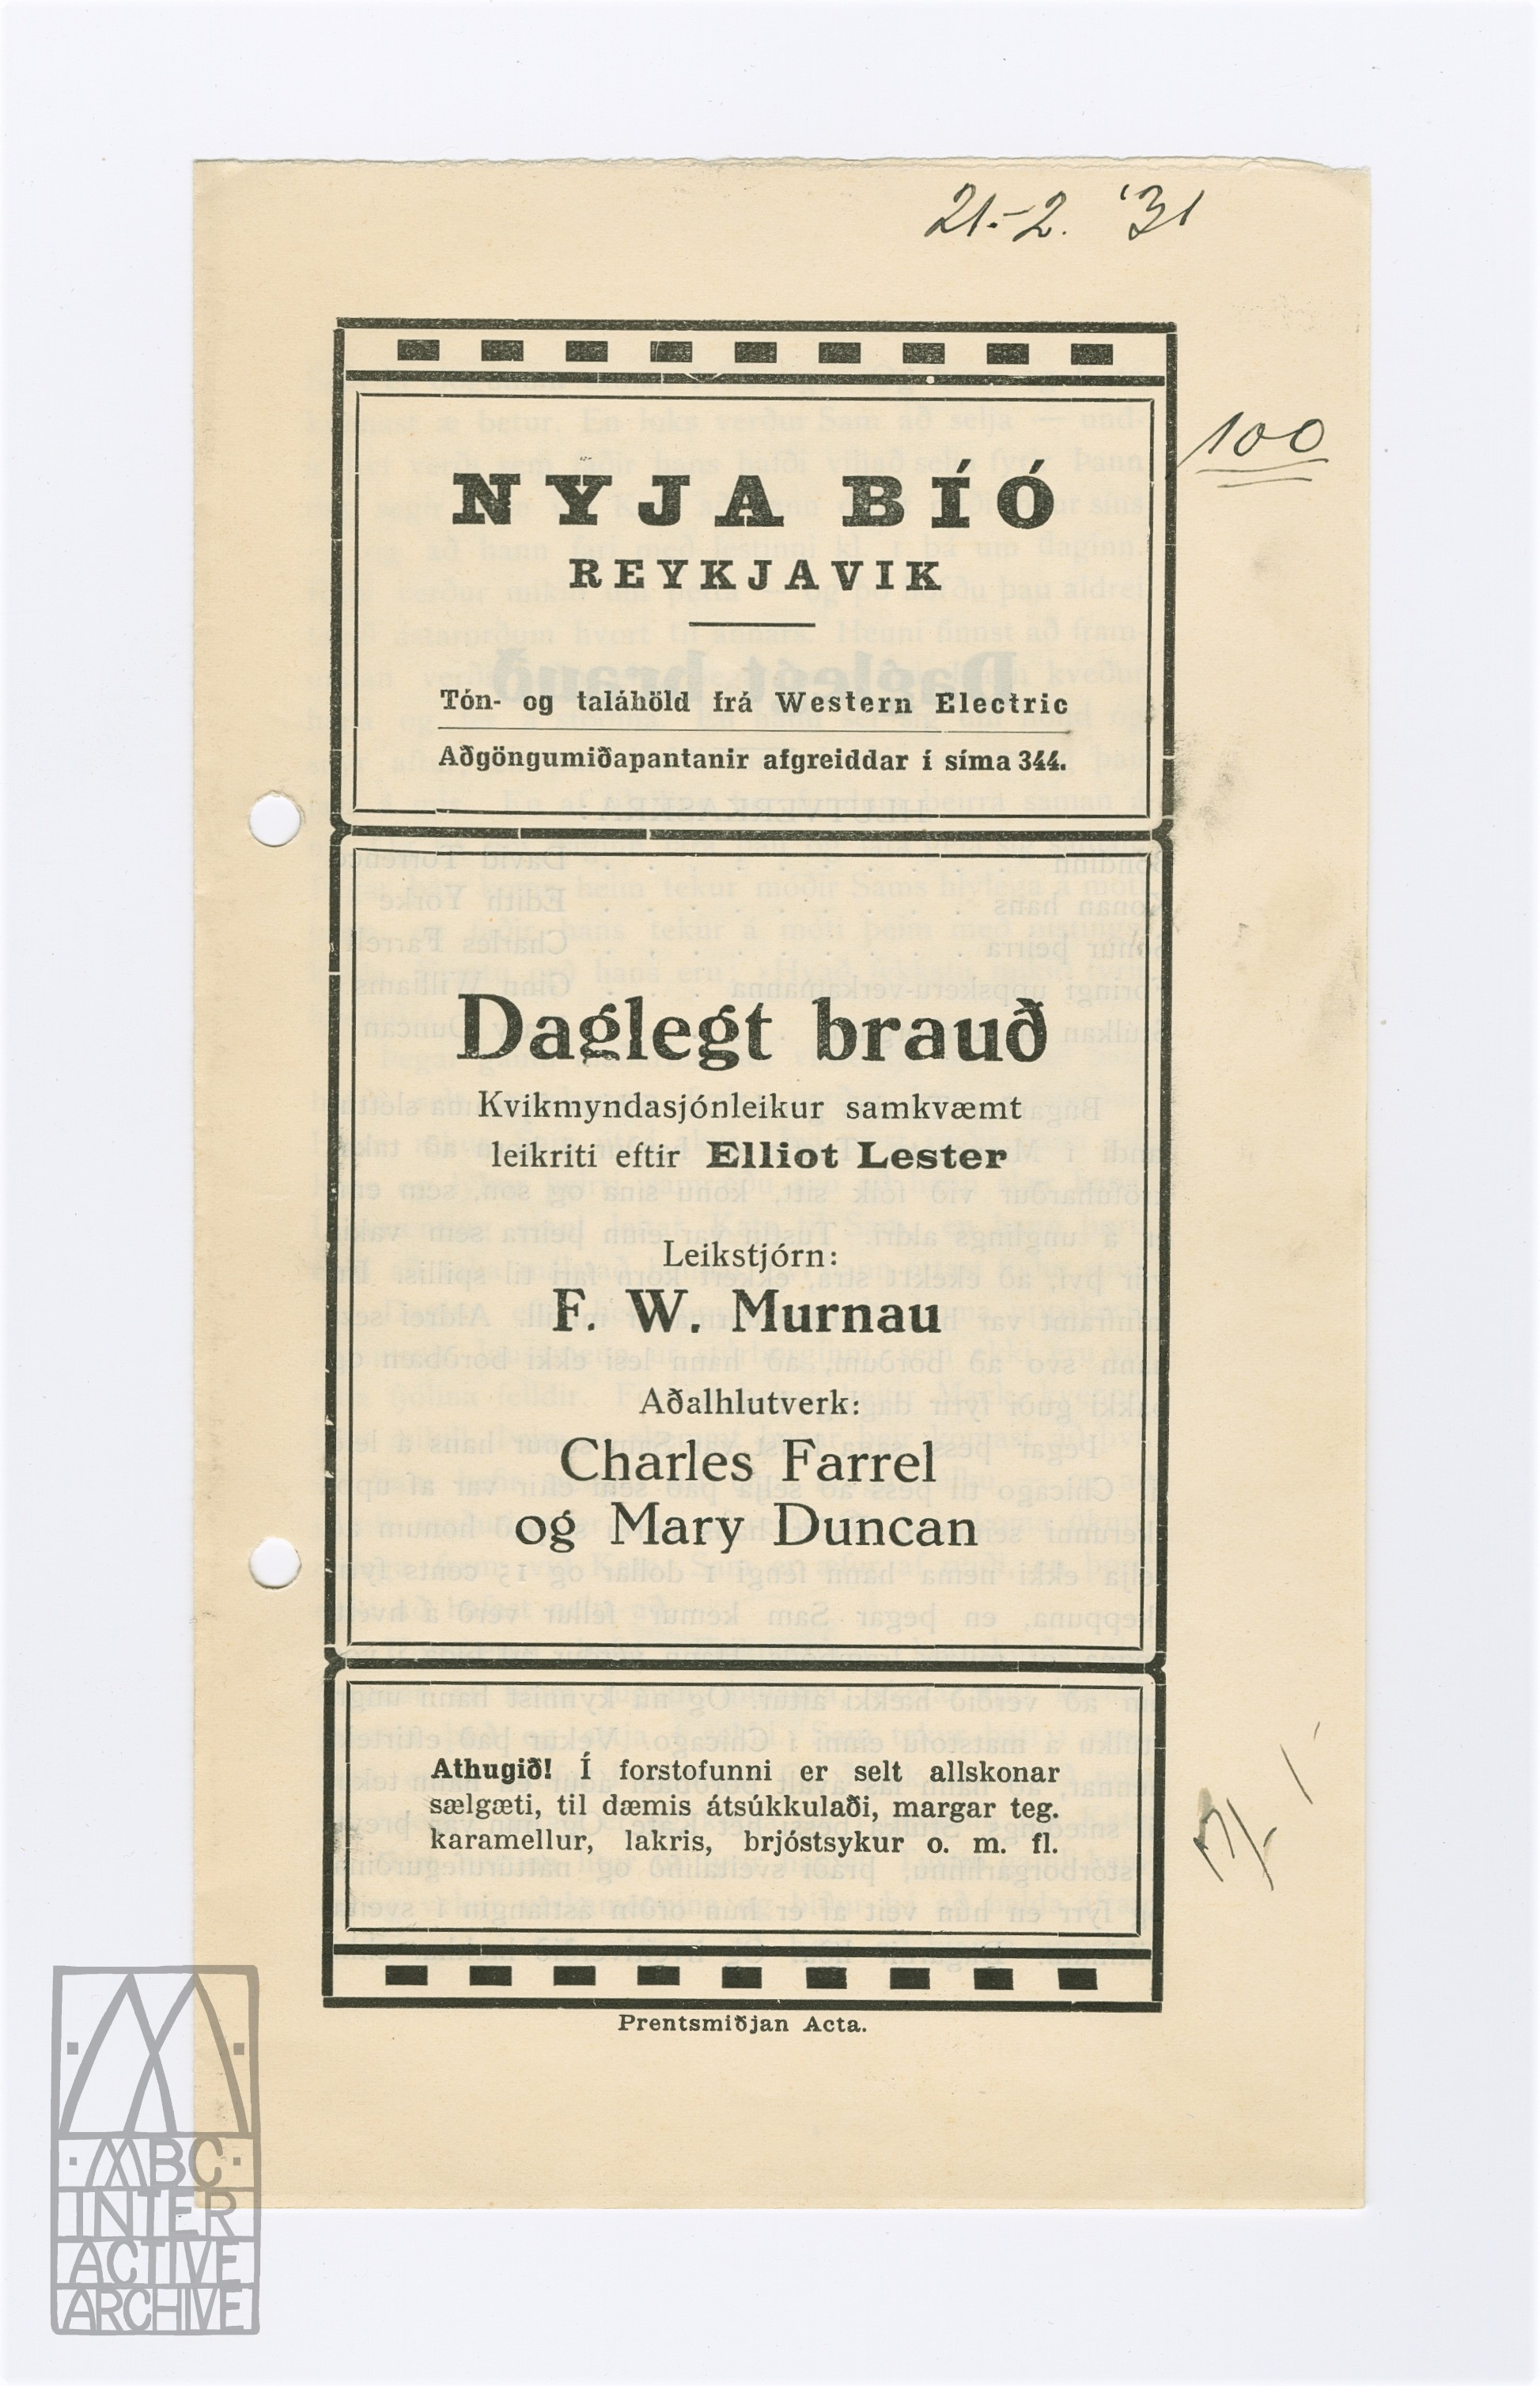 21.-2. '31
100
NÝJA BÍÓ
REYKJAVIK
Tón- og taláhöld frá Western Electric
Aðgöngumiðapantanir afgreiddar í síma 344.
Daglegt brauð
Kvikmyndasjónleikur samkvæmt
leikriti eftir Elliot Lester
Leikstjórn:
F. W. Murnau
Aðalhlutverk:
Charles Farrel
og Mary Duncan
Athugið! Í forstofunni er selt allskonar
sælgæti, til dæmis átsúkkulaði, margar teg.
karamellur, lakris, brjóstsykur o. m. fl.
Prentsmiðjan Acta.
ABC
INTER
ACTIVE
ARCHIVE